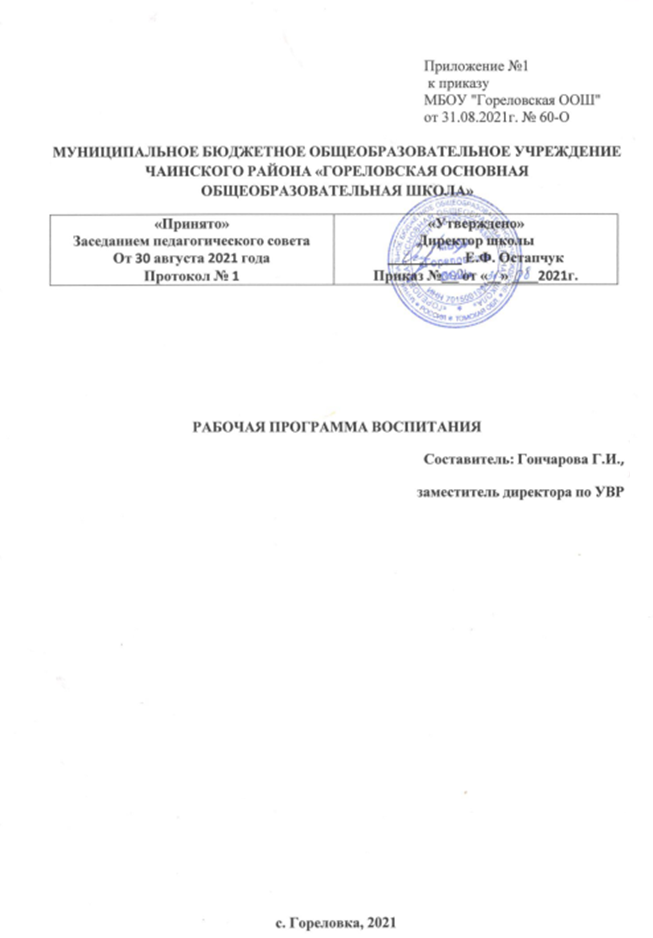 Приложение №1
к приказу
МБОУ "Гореловская ООШ"
от 31.08.2021г. № 60-О
МУНИЦИПАЛЬНОЕ БЮДЖЕТНОЕ ОБЩЕОБРАЗОВАТЕЛЬНОЕ УЧРЕЖДЕНИЕ
ЧАИНСКОГО РАЙОНА «ГОРЕЛОВСКАЯ ОСНОВНАЯ
ОБЩЕОБРАЗОВАТЕЛЬНАЯ ШКОЛА»
«Принято»
Заседанием педагогического совета
От 30 августа 2021 года
Протокол № 1
«Утверждено»
Директор школы
Е.Ф. Остапчук
Приказ № от « » 08 2021г.
РАБОЧАЯ ПРОГРАММА ВОСПИТАНИЯ
Составитель: Гончарова Г.И.,
заместитель директора по УВР
с. Гореловка, 2021